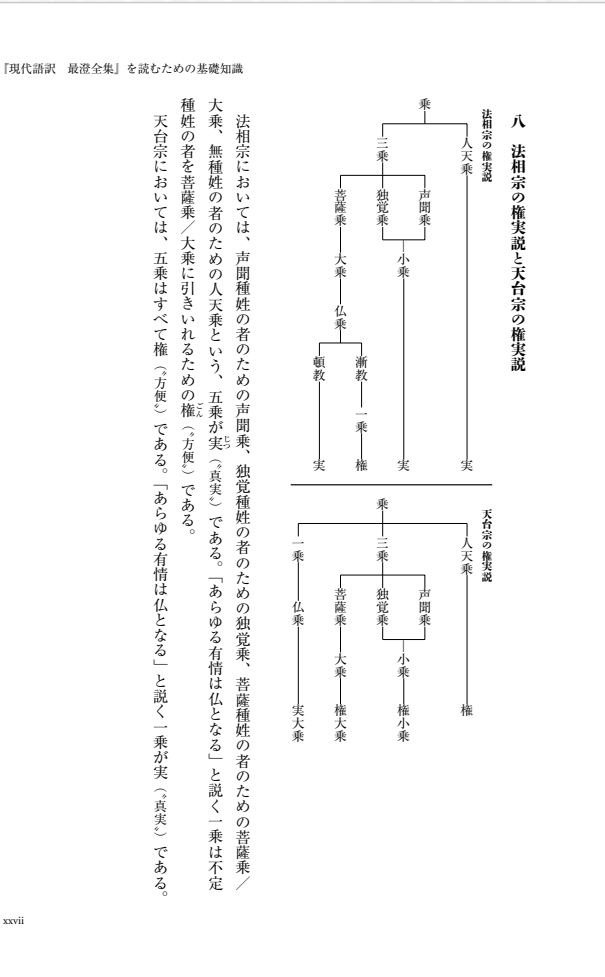 『現代語訳　最澄全集』を読むための基礎知識
八　法相宗の権実説と天台宗の権実説
法相宗の権実説
乗
人天乗
実
三乗
声聞乗
独覚乗
小乗
実
菩薩乗
大乗
仏乗
漸教
一乗
権
頓教
実
天台宗の権実説
乗
人天乗
権
三乗
声聞乗
独覚乗
小乗
権小乗
菩薩乗
大乗
権大乗
一乗
仏乗
実大乗
法相宗においては、声聞種姓の者のための声聞乗、独覚種姓の者のための独覚乗、菩薩種姓の者のための菩薩乗／
大乗、無種姓の者のための人天乗という、五乗が実（じつ）（〝真実〟）である。「あらゆる有情は仏となる」と説く一乗は不定
種姓の者を菩薩乗／大乗に引きいれるための権（ごん）（〝方便〟）である。
天台宗においては、五乗はすべて権（〝方便〟）である。「あらゆる有情は仏となる」と説く一乗が実（〝真実〟）である。
xxvii